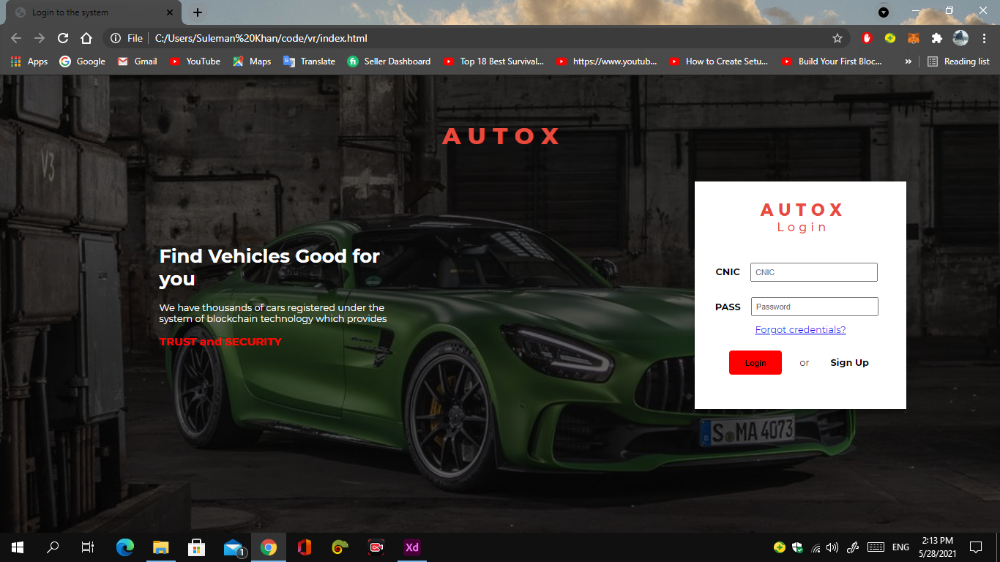 Login to the system
File
C:/Users/Suleman%20Khan/code/vr/index.html
Apps
Google
Gmail
YouTube
Maps
Translate
Seller Dashboard
Top 18 Best Survival...
https://www.youtub...
How to Create Setu...
Build Your First Bloc...
»
Reading list
V3
AUTOX
AUTOX
Login
Find Vehicles Good for
you
We have thousands of cars registered under the
system of blockchain technology which provides
TRUST and SECURITY
CNIC
CNIC
PASS
Password
Forgot credentials?
Login
or
Sign Up
S MA 4073
1
Xd
ENG
2:13 PM
5/28/2021